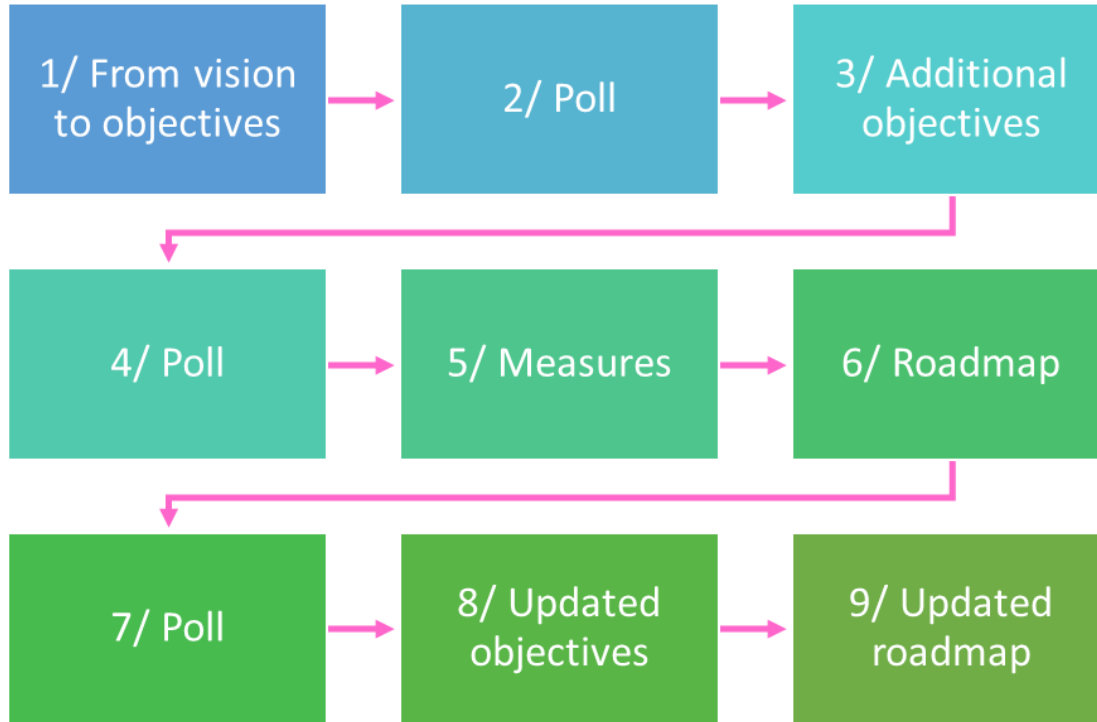 1/ From vision
to objectives
2/ Poll
3/ Additional
objectives
4/ Poll
5/ Measures
6/ Roadmap
7/ Poll
8/ Updated
objectives
9/ Updated
roadmap